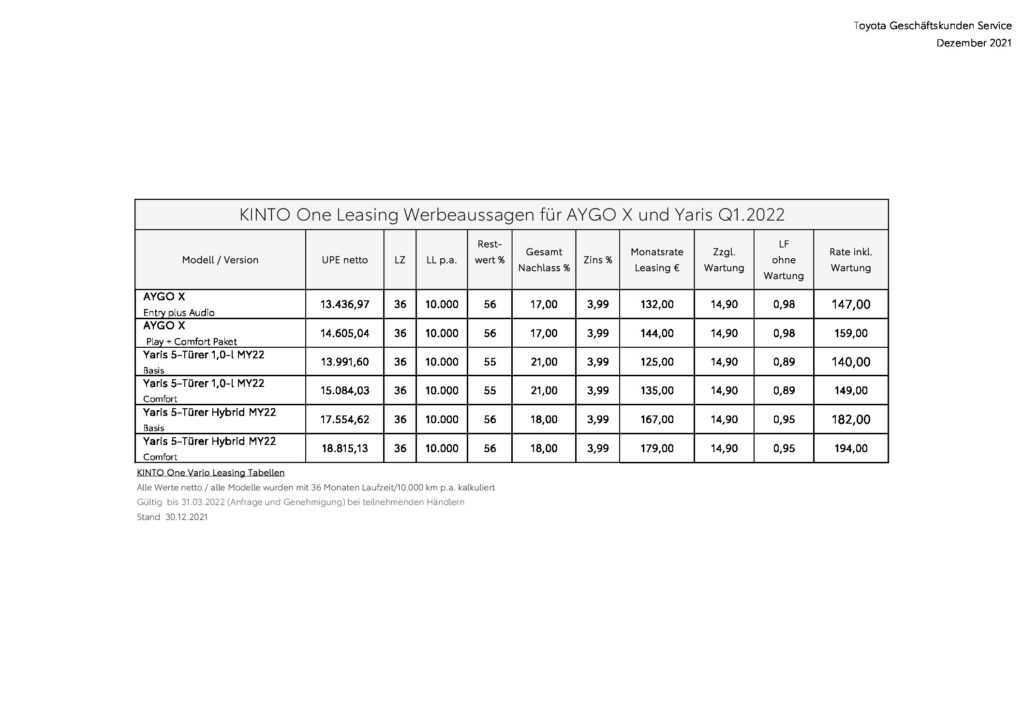 Toyota Geschäftskunden Service
Dezember 2021
KINTO One Leasing Werbeaussagen für AYGO X und Yaris Q1.2022
Modell / Version UPE netto LZ LL p.a. Rest- wert % Gesamt Nachlass % Zins % Monatsrate Leasing € Zzgl. Wartung LF ohne Wartung Rate inkl. Wartung
AYGO X
Entry plus Audio 13.436,97 36 10.000 56 17,00 3,99 132,00 14,90 0,98 147,00
AYGO X
Play + Comfort Paket 14.605,04 36 10.000 56 17,00 3,99 144,00 14,90 0,98 159,00
Yaris 5-Türer 1,0-l MY22
Basis 13.991,60 36 10.000 55 21,00 3,99 125,00 14,90 0,89 140,00
Yaris 5-Türer 1,0-l MY22
Comfort 15.084,03 36 10.000 55 21,00 3,99 135,00 14,90 0,89 149,00
Yaris 5-Türer Hybrid MY22
Basis 17.554,62 36 10.000 56 18,00 3,99 167,00 14,90 0,95 182,00
Yaris 5-Türer Hybrid MY22
Comfort 18.815,13 36 10.000 56 18,00 3,99 179,00 14,90 0,95 194,00
KINTO One Vario Leasing Tabellen
Alle Werte netto / alle Modelle wurden mit 36 Monaten Laufzeit/10.000 km p.a. kalkuliert
Gültig bis 31.03.2022 (Anfrage und Genehmigung) bei teilnehmenden Händlern
Stand 30.12.2021